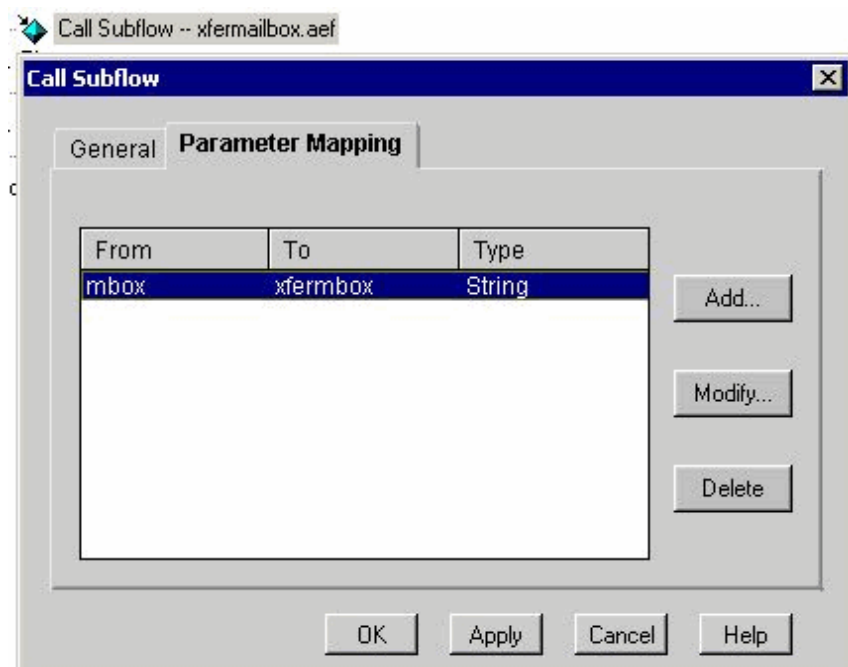 Call Subflow -- xfermailbox.aef
Call Subflow
General Parameter Mapping
From To Type
mbox xfermbox String
Add...
Modify...
Delete
OK Apply Cancel Help